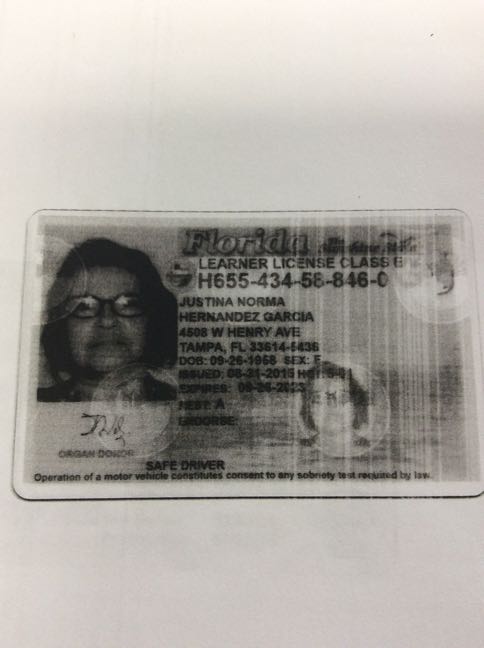 Florida
LEARNER LICENSE CLASS E
H655-434-58-846-0
JUSTINA NORMA
HERNANDEZ GARCIA
4508 W HENRY AVE
TAMPA, FL 33614-5436
DOB: 09-26-1958 SEX: F
ISSUED: 08-31-2015 HGT:
EXPIRES: 09-26-2023
REST: A
ENDORSE:
ORGAN DONOR
SAFE DRIVER
Operation of a motor vehicle constitutes consent to any sobriety test required by law.